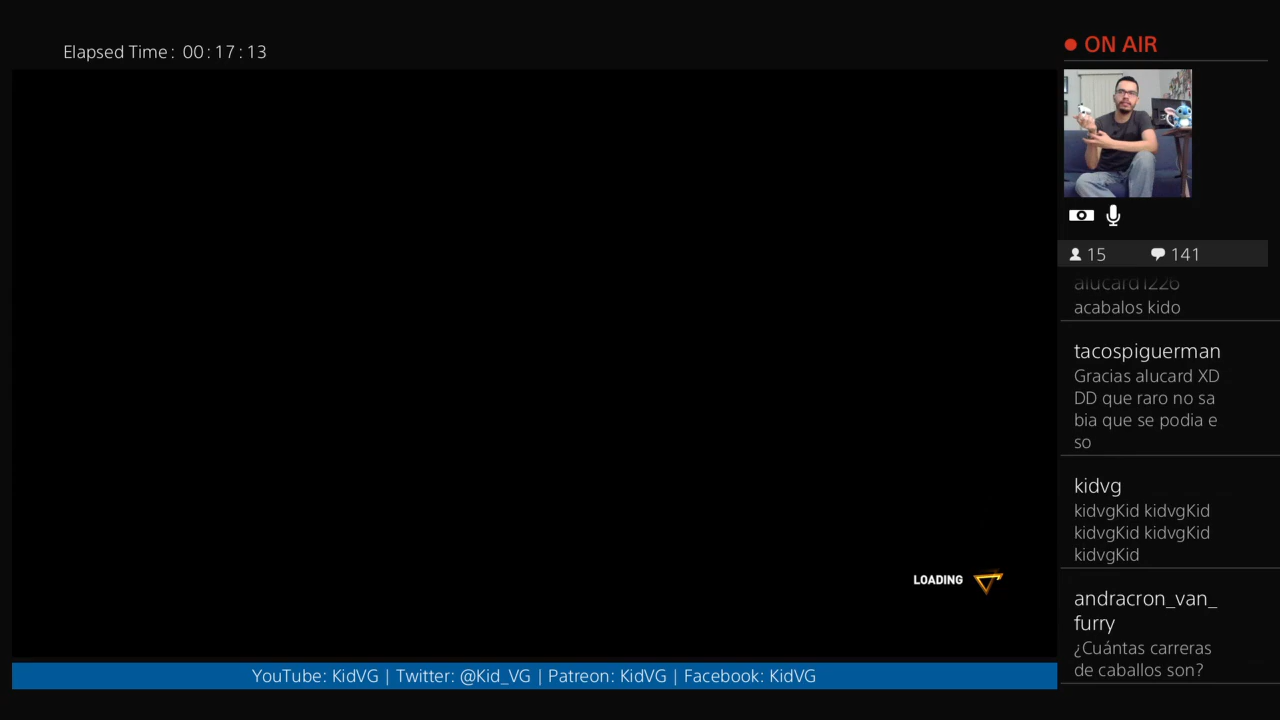 Elapsed Time: 00:17:13
ON AIR
15 141
alucard1226
acabalos kido
tacospiguerman
Gracias alucard XD
DD que raro no sa
bia que se podia e
so
kidvg
kidvgKid kidvgKid
kidvgKid kidvgKid
kidvgKid
andracron_van_
furry
¿Cuántas carreras
de caballos son?
LOADING
YouTube: KidVG | Twitter: @Kid_VG | Patreon: KidVG | Facebook: KidVG